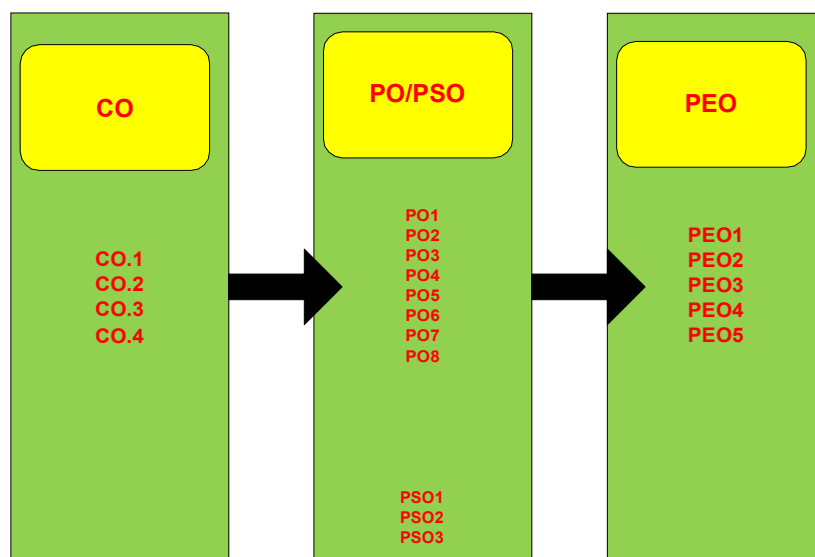 CO
CO.1
CO.2
CO.3
CO.4
PO/PSO
PO1
PO2
PO3
PO4
PO5
PO6
PO7
PO8
PSO1
PSO2
PSO3
PEO
PEO1
PEO2
PEO3
PEO4
PEO5